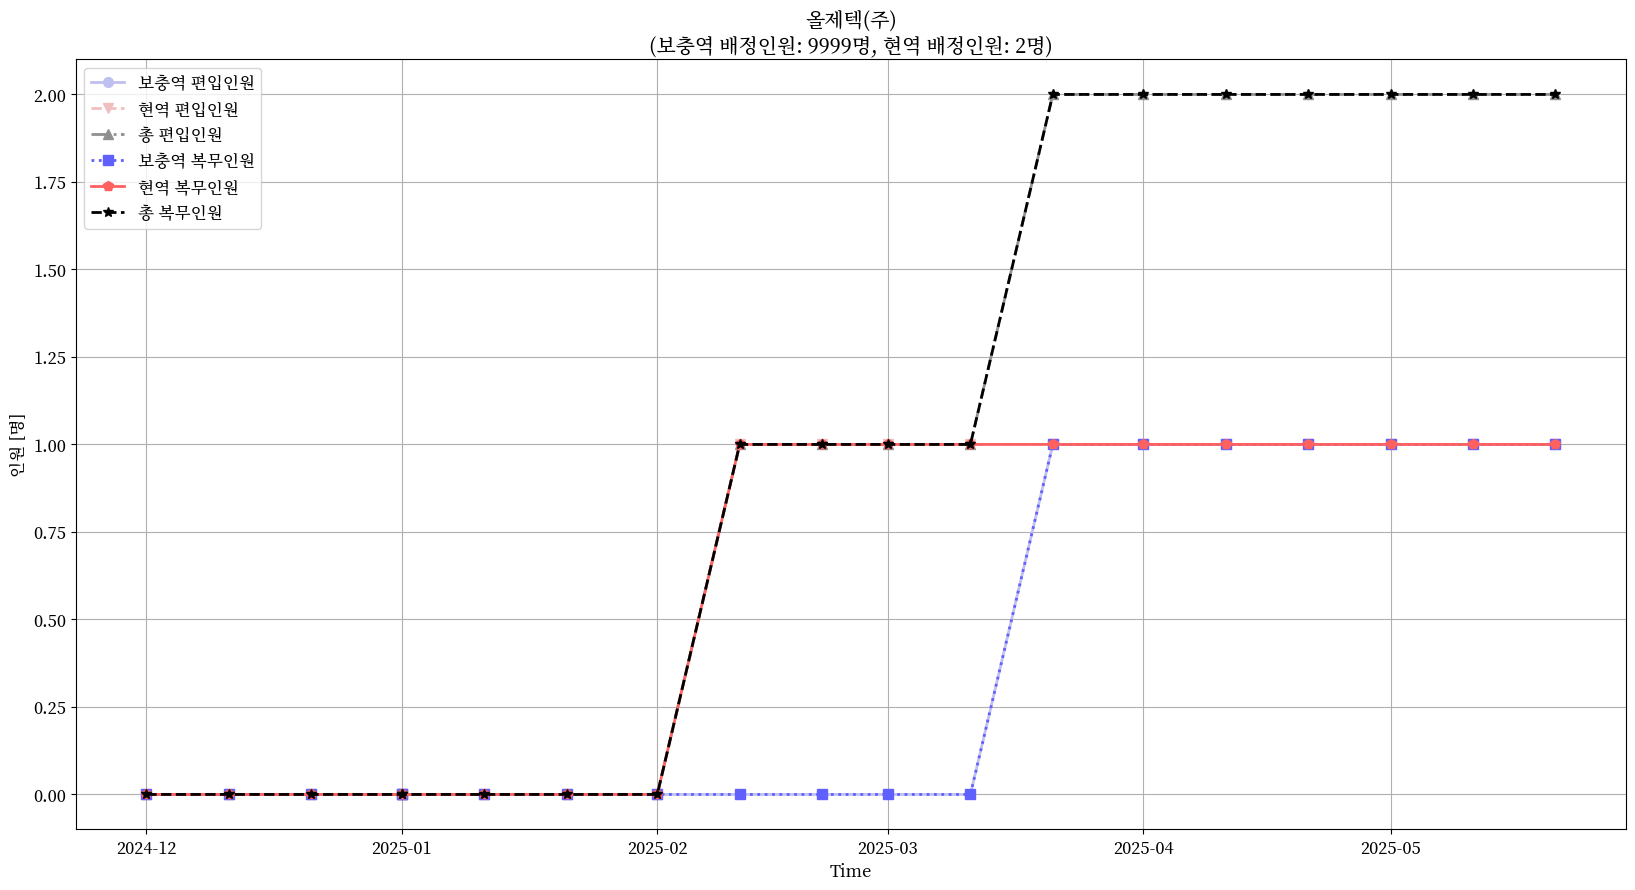 올제텍(주)
(보충역 배정인원: 9999명, 현역 배정인원: 2명)
보충역 편입인원
현역 편입인원
총 편입인원
보충역 복무인원
현역 복무인원
총 복무인원
2.00
1.75
1.50
1.25
1.00
0.75
0.50
0.25
0.00
인원 [명]
2024-12
2025-01
2025-02
2025-03
2025-04
2025-05
Time